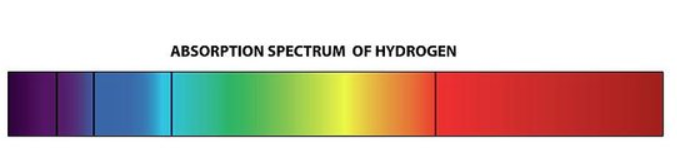 ABSORPTION SPECTRUM OF HYDROGEN